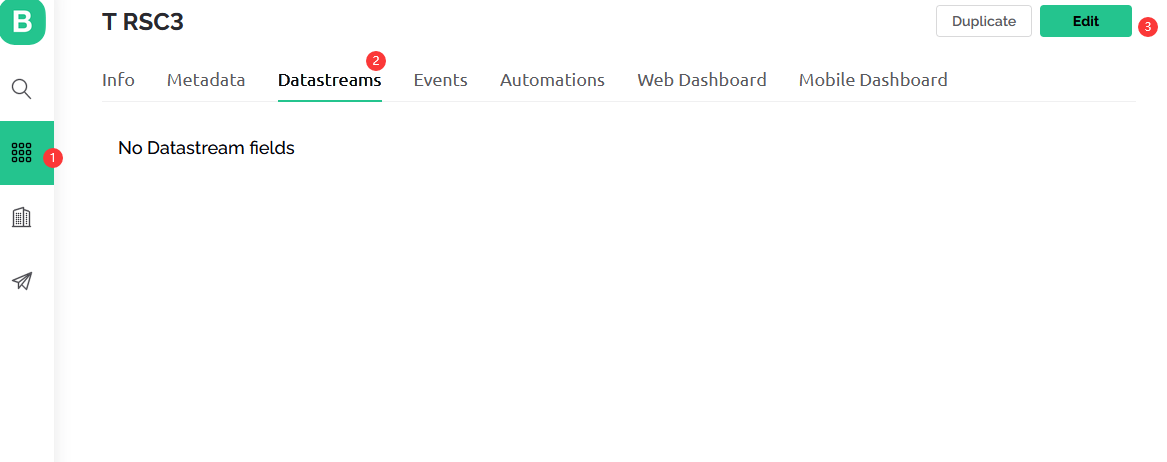 B
T RSC3
Duplicate
Edit
3
2
Info
Metadata
Datastreams
Events
Automations
Web Dashboard
Mobile Dashboard
No Datastream fields
1